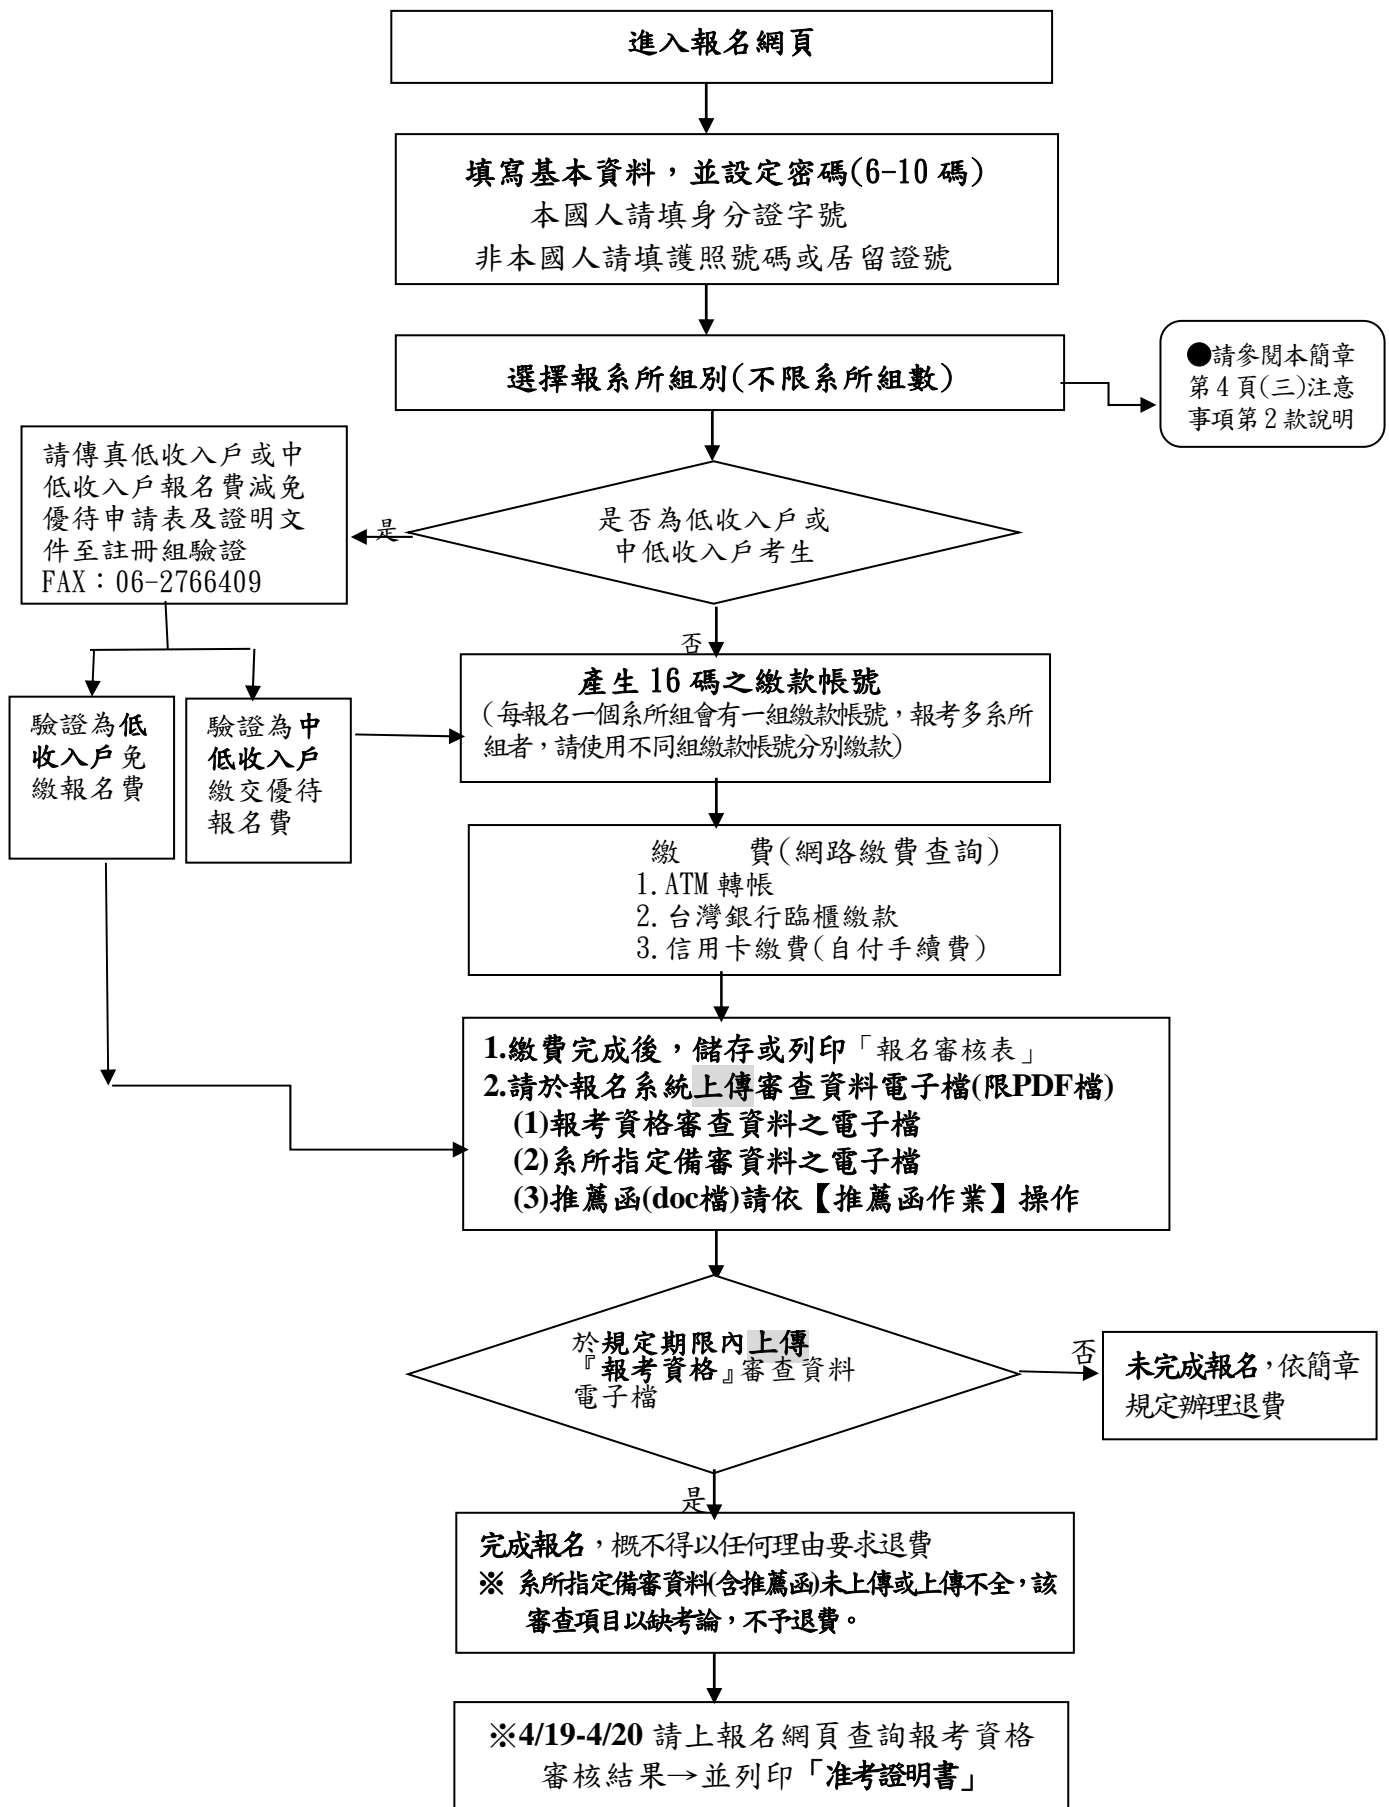 進入報名網頁
填寫基本資料，並設定密碼(6-10 碼)
本國人請填身分證字號
非本國人請填護照號碼或居留證號
選擇報系所組別(不限系所組數)
●請參閱本簡章
第 4 頁(三)注意
事項第 2 款說明
請傳真低收入戶或中
低收入戶報名費減免
優待申請表及證明文
件至註冊組驗證
FAX：06-2766409
是
是否為低收入戶或
中低收入戶考生
否
驗證為低
收入戶免
繳報名費
驗證為中
低收入戶
繳交優待
報名費
產生 16 碼之繳款帳號
(每報名一個系所組會有一組繳款帳號，報考多系所
組者，請使用不同組繳款帳號分別繳款)
繳　　費(網路繳費查詢)
1. ATM 轉帳
2. 台灣銀行臨櫃繳款
3. 信用卡繳費(自付手續費)
1.繳費完成後，儲存或列印「報名審核表」
2.請於報名系統上傳審查資料電子檔(限PDF檔)
(1)報考資格審查資料之電子檔
(2)系所指定備審資料之電子檔
(3)推薦函(doc檔)請依【推薦函作業】操作
於規定期限內上傳
『報考資格』審查資料
電子檔
否
未完成報名，依簡章
規定辦理退費
是
完成報名，概不得以任何理由要求退費
※ 系所指定備審資料(含推薦函)未上傳或上傳不全，該
審查項目以缺考論，不予退費。
※4/19-4/20 請上報名網頁查詢報考資格
審核結果→並列印「准考證明書」